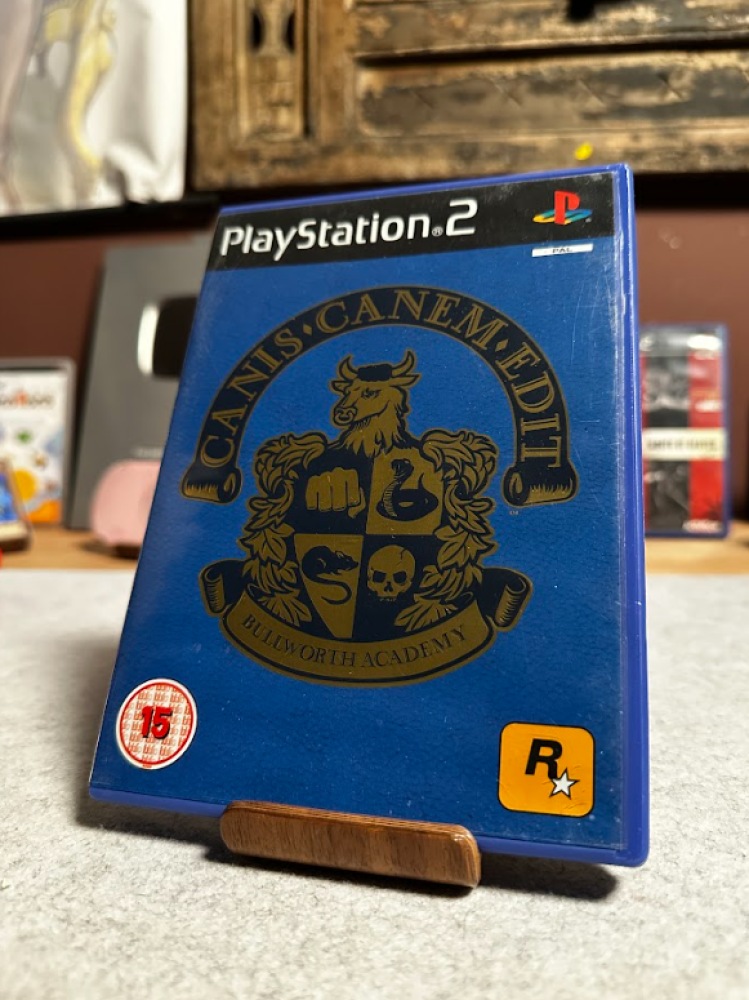 PlayStation®2
PAL
CANIS·CANEM·EDIT
BULLWORTH ACADEMY
15
R